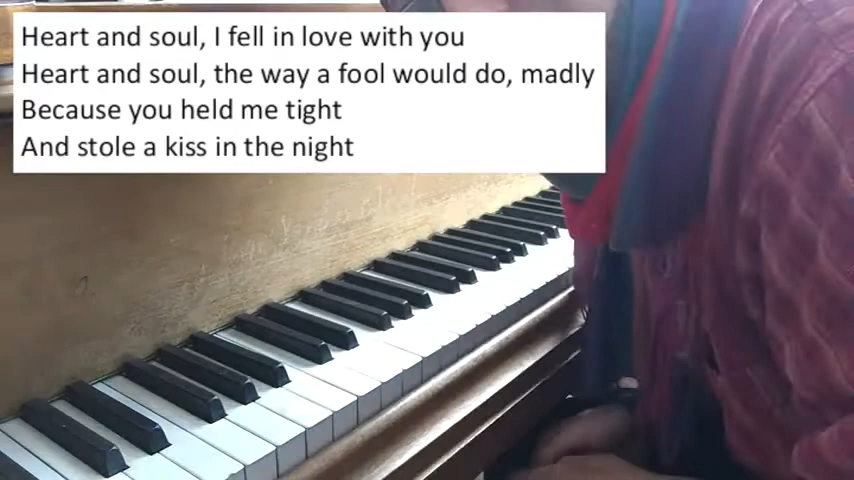 Heart and soul, I fell in love with you
Heart and soul, the way a fool would do, madly
Because you held me tight
And stole a kiss in the night